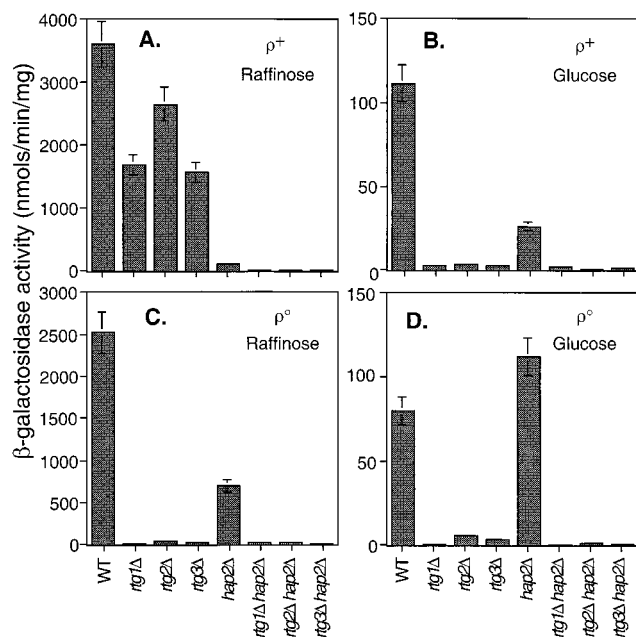 β-galactosidase activity (nmols/min/mg)
A.
ρ+
Raffinose
4000
3000
2000
1000
0
B.
ρ+
Glucose
150
100
50
0
C.
ρ°
Raffinose
3000
2500
2000
1500
1000
500
0
D.
ρ°
Glucose
150
100
50
0
WT
rtg1Δ
rtg2Δ
rtg3Δ
hap2Δ
rtg1Δ hap2Δ
rtg2Δ hap2Δ
rtg3Δ hap2Δ
WT
rtg1Δ
rtg2Δ
rtg3Δ
hap2Δ
rtg1Δ hap2Δ
rtg2Δ hap2Δ
rtg3Δ hap2Δ